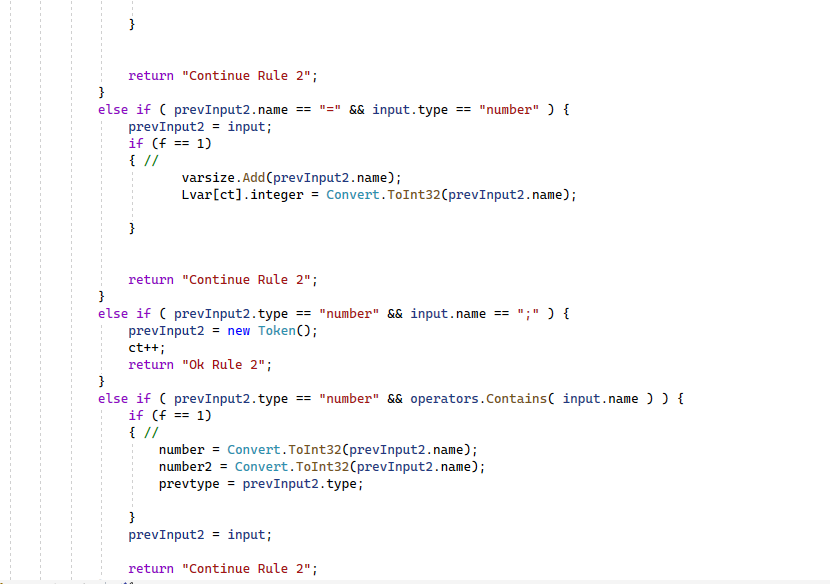 }
return "Continue Rule 2";
}
else if ( prevInput2.name == "=" && input.type == "number" ) {
prevInput2 = input;
if (f == 1)
{ //
varsize.Add(prevInput2.name);
Lvar[ct].integer = Convert.ToInt32(prevInput2.name);
}
return "Continue Rule 2";
}
else if ( prevInput2.type == "number" && input.name == ";" ) {
prevInput2 = new Token();
ct++;
return "Ok Rule 2";
}
else if ( prevInput2.type == "number" && operators.Contains( input.name ) ) {
if (f == 1)
{ //
number = Convert.ToInt32(prevInput2.name);
number2 = Convert.ToInt32(prevInput2.name);
prevtype = prevInput2.type;
}
prevInput2 = input;
return "Continue Rule 2";